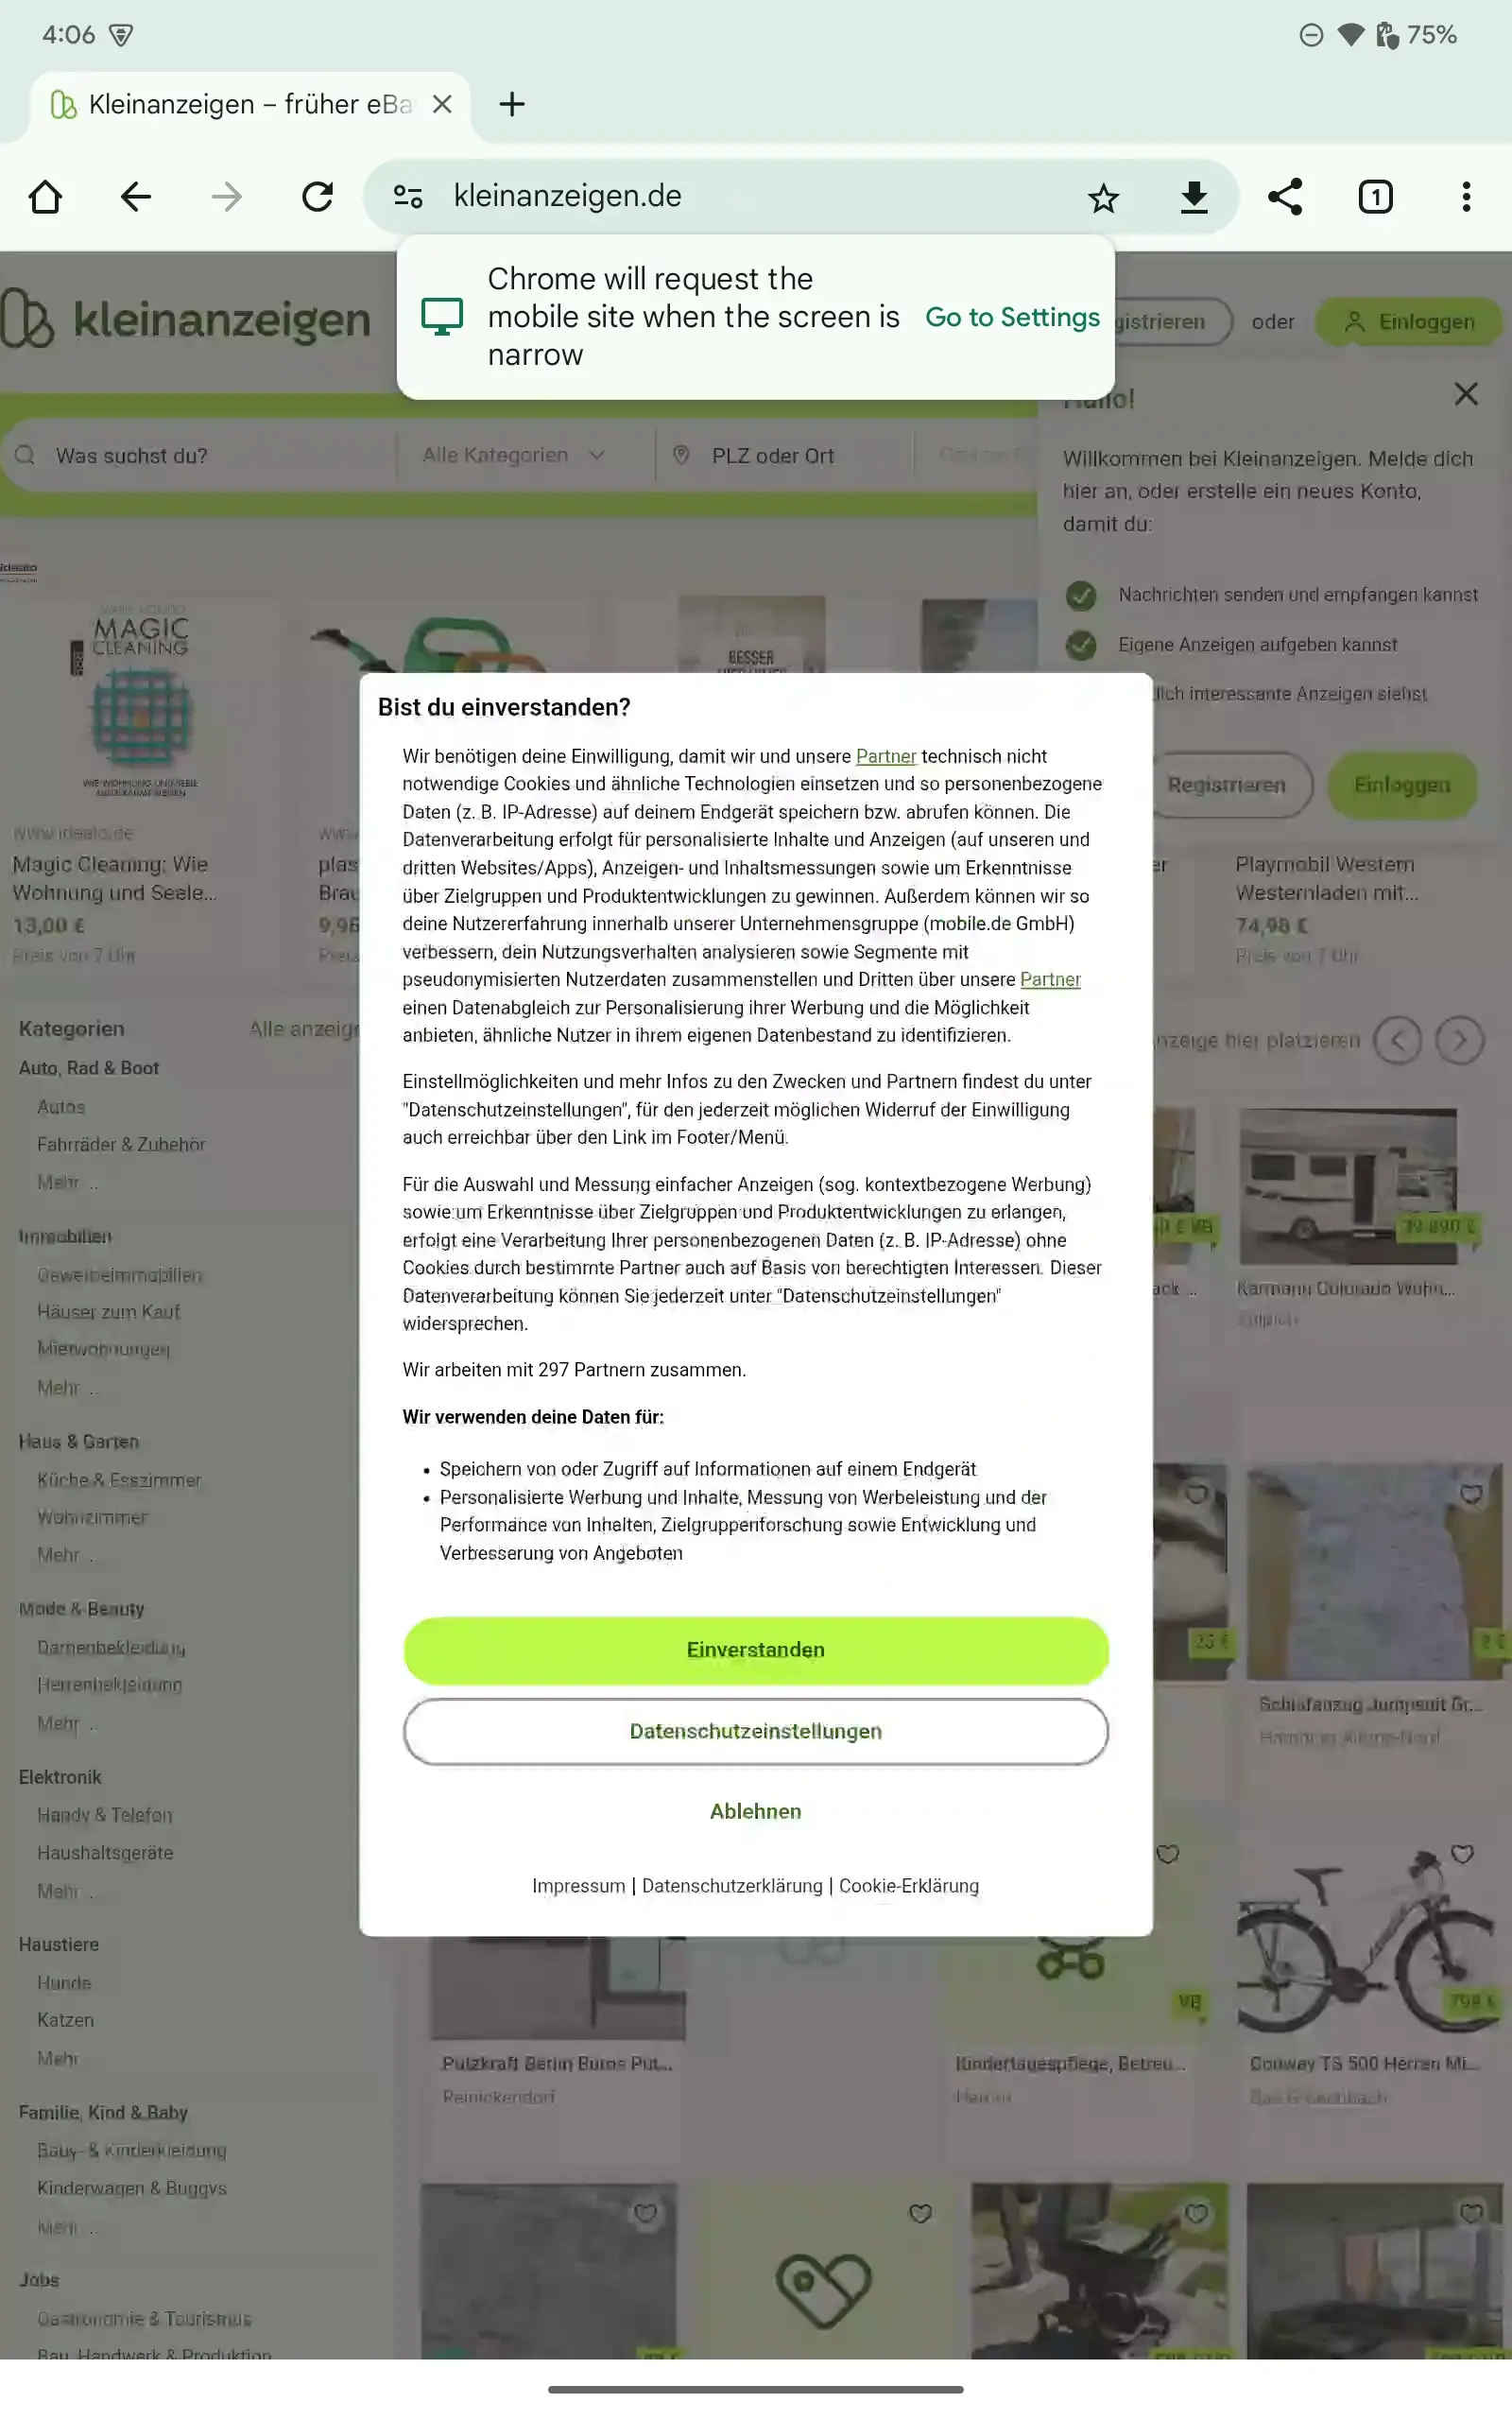 4:06
75%
Kleinanzeigen – früher eBa
kleinanzeigen.de
1
Chrome will request the
mobile site when the screen is
narrow
Go to Settings
kleinanzeigen
gistrieren
oder
Einloggen
Was suchst du?
Alle Kategorien
PLZ oder Ort
Hallo!
Willkommen bei Kleinanzeigen. Melde dich
hier an, oder erstelle ein neues Konto,
damit du:
Nachrichten senden und empfangen kannst
Eigene Anzeigen aufgeben kannst
lich interessante Anzeigen siehst
Registrieren
Einloggen
idealo
MAGIC
CLEANING
BESSER
www.idealo.de
Magic Cleaning: Wie
Wohnung und Seele...
13,00 €
Preis von 7 Uhr
plas
Brau
er
Playmobil Western
Westernladen mit...
74,98 €
Preis von 7 Uhr
Bist du einverstanden?
Wir benötigen deine Einwilligung, damit wir und unsere Partner technisch nicht
notwendige Cookies und ähnliche Technologien einsetzen und so personenbezogene
Daten (z. B. IP-Adresse) auf deinem Endgerät speichern bzw. abrufen können. Die
Datenverarbeitung erfolgt für personalisierte Inhalte und Anzeigen (auf unseren und
dritten Websites/Apps), Anzeigen- und Inhaltsmessungen sowie um Erkenntnisse
über Zielgruppen und Produktentwicklungen zu gewinnen. Außerdem können wir so
deine Nutzererfahrung innerhalb unserer Unternehmensgruppe (mobile.de GmbH)
verbessern, dein Nutzungsverhalten analysieren sowie Segmente mit
pseudonymisierten Nutzerdaten zusammenstellen und Dritten über unsere Partner
einen Datenabgleich zur Personalisierung ihrer Werbung und die Möglichkeit
anbieten, ähnliche Nutzer in ihrem eigenen Datenbestand zu identifizieren.
Einstellmöglichkeiten und mehr Infos zu den Zwecken und Partnern findest du unter
"Datenschutzeinstellungen", für den jederzeit möglichen Widerruf der Einwilligung
auch erreichbar über den Link im Footer/Menü.
Für die Auswahl und Messung einfacher Anzeigen (sog. kontextbezogene Werbung)
sowie um Erkenntnisse über Zielgruppen und Produktentwicklungen zu erlangen,
erfolgt eine Verarbeitung Ihrer personenbezogenen Daten (z. B. IP-Adresse) ohne
Cookies durch bestimmte Partner auch auf Basis von berechtigten Interessen. Dieser
Datenverarbeitung können Sie jederzeit unter "Datenschutzeinstellungen"
widersprechen.
Wir arbeiten mit 297 Partnern zusammen.
Wir verwenden deine Daten für:
• Speichern von oder Zugriff auf Informationen auf einem Endgerät
• Personalisierte Werbung und Inhalte, Messung von Werbeleistung und der
Performance von Inhalten, Zielgruppenforschung sowie Entwicklung und
Verbesserung von Angeboten
Einverstanden
Datenschutzeinstellungen
Ablehnen
Impressum | Datenschutzerklärung | Cookie-Erklärung
Kategorien
Alle anzeig
Auto, Rad & Boot
Autos
Fahrräder & Zubehör
Mehr ...
Immobilien
Gewerbeimmobilien
Häuser zum Kauf
Mietwohnungen
Mehr ...
Haus & Garten
Küche & Esszimmer
Wohnzimmer
Mehr ...
Mode & Beauty
Damenbekleidung
Herrenbekleidung
Mehr ...
Elektronik
Handy & Telefon
Haushaltsgeräte
Mehr ...
Haustiere
Hunde
Katzen
Mehr
Familie, Kind & Baby
Baby- & Kinderkleidung
Kinderwagen & Buggys
Mehr ...
Jobs
Gastronomie & Tourismus
Bau, Handwerk & Produktion
nzeige hier platzieren
€ VB
39.890 €
ack ...
Karmann Colorado Wohn...
Zülpich
25 €
Schlafanzug Jumpsuit Gr...
Hamburg Altona-Nord
Putzkraft Berlin Büros Put...
Reinickendorf
VB
Kindertagespflege, Betreu...
798 €
Conway TS 500 Herren Mi...